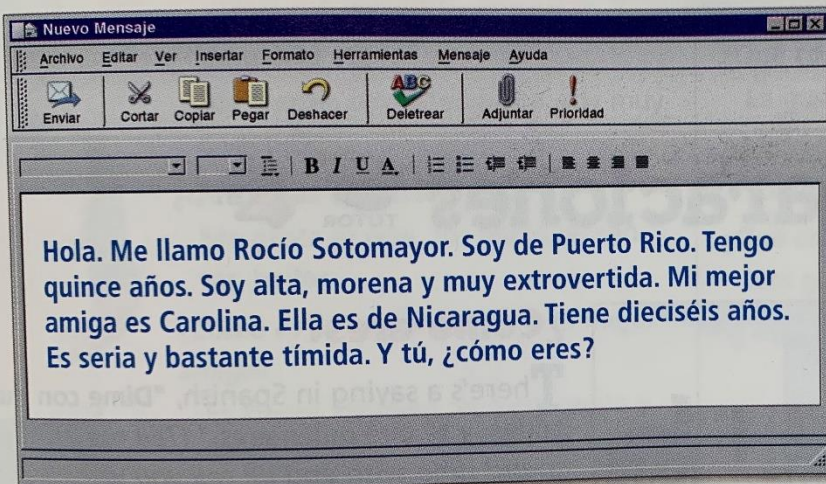 Nuevo Mensaje
Archivo Editar Ver Insertar Formato Herramientas Mensaje Ayuda
ABC
Enviar Cortar Copiar Pegar Deshacer Deletrear Adjuntar Prioridad
B I U A
Hola. Me llamo Rocío Sotomayor. Soy de Puerto Rico. Tengo
quince años. Soy alta, morena y muy extrovertida. Mi mejor
amiga es Carolina. Ella es de Nicaragua. Tiene dieciséis años.
Es seria y bastante tímida. Y tú, ¿cómo eres?